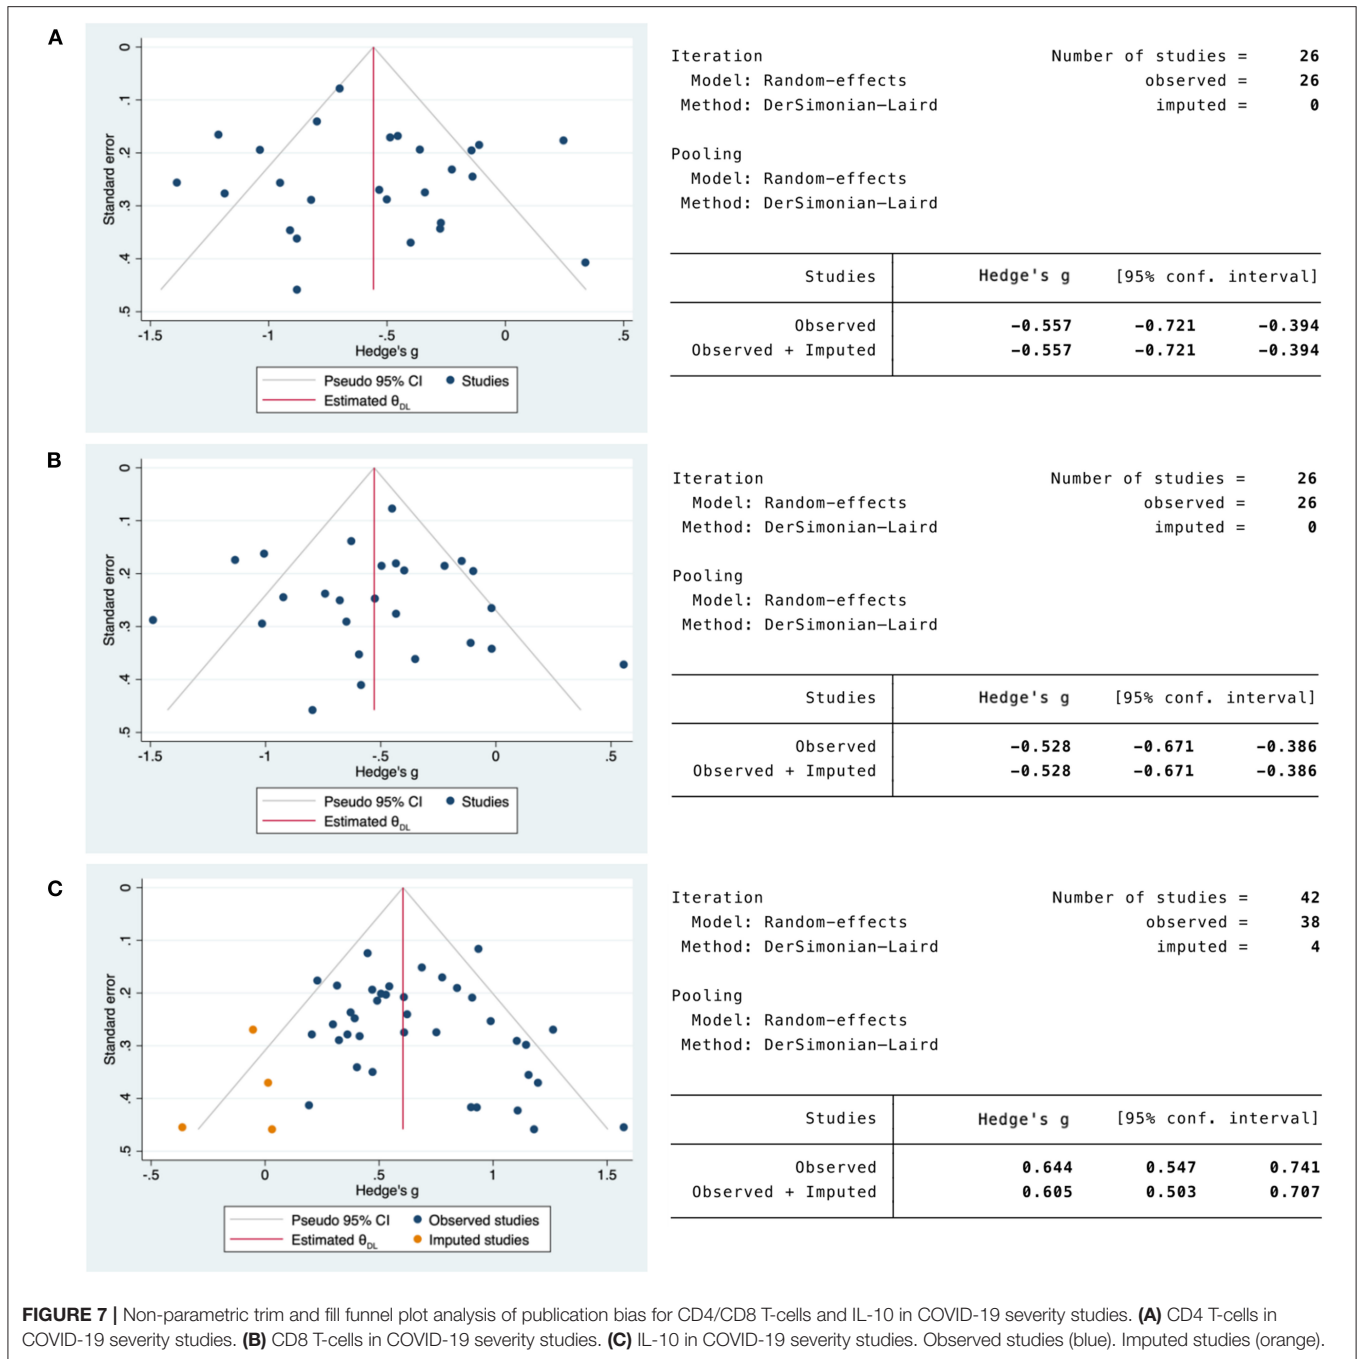 A
0
.1
.2
.3
.4
.5
Standard error
-1.5
-1
-.5
0
.5
Hedge's g
Pseudo 95% CI
Studies
Estimated θDL
Iteration Number of studies = 26
Model: Random−effects observed = 26
Method: DerSimonian−Laird imputed = 0
Pooling
Model: Random−effects
Method: DerSimonian−Laird
Studies Hedge's g [95% conf. interval]
Observed −0.557 −0.721 −0.394
Observed + Imputed −0.557 −0.721 −0.394
B
0
.1
.2
.3
.4
.5
Standard error
-1.5
-1
-.5
0
.5
Hedge's g
Pseudo 95% CI
Studies
Estimated θDL
Iteration Number of studies = 26
Model: Random−effects observed = 26
Method: DerSimonian−Laird imputed = 0
Pooling
Model: Random−effects
Method: DerSimonian−Laird
Studies Hedge's g [95% conf. interval]
Observed −0.528 −0.671 −0.386
Observed + Imputed −0.528 −0.671 −0.386
C
0
.1
.2
.3
.4
.5
Standard error
-.5
0
.5
1
1.5
Hedge's g
Pseudo 95% CI
Observed studies
Estimated θDL
Imputed studies
Iteration Number of studies = 42
Model: Random−effects observed = 38
Method: DerSimonian−Laird imputed = 4
Pooling
Model: Random−effects
Method: DerSimonian−Laird
Studies Hedge's g [95% conf. interval]
Observed 0.644 0.547 0.741
Observed + Imputed 0.605 0.503 0.707
FIGURE 7 | Non-parametric trim and fill funnel plot analysis of publication bias for CD4/CD8 T-cells and IL-10 in COVID-19 severity studies. (A) CD4 T-cells in
COVID-19 severity studies. (B) CD8 T-cells in COVID-19 severity studies. (C) IL-10 in COVID-19 severity studies. Observed studies (blue). Imputed studies (orange).